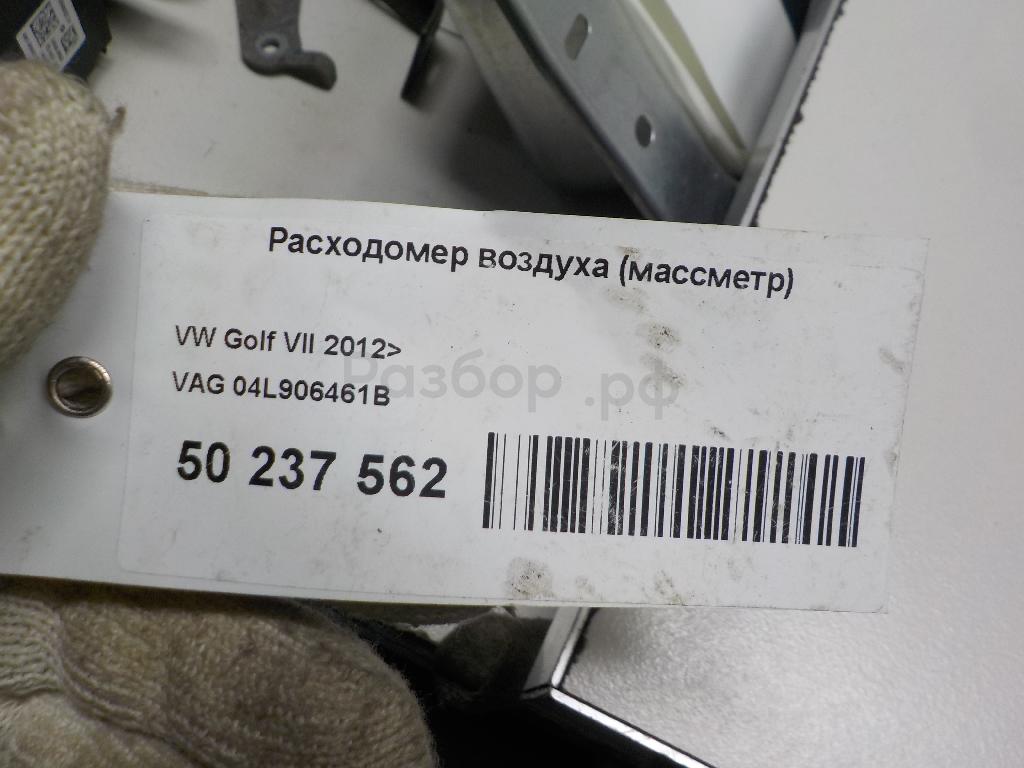 Расходомер воздуха (массметр)
VW Golf VII 2012>
VAG 04L906461B
Разбор.рф
50 237 562